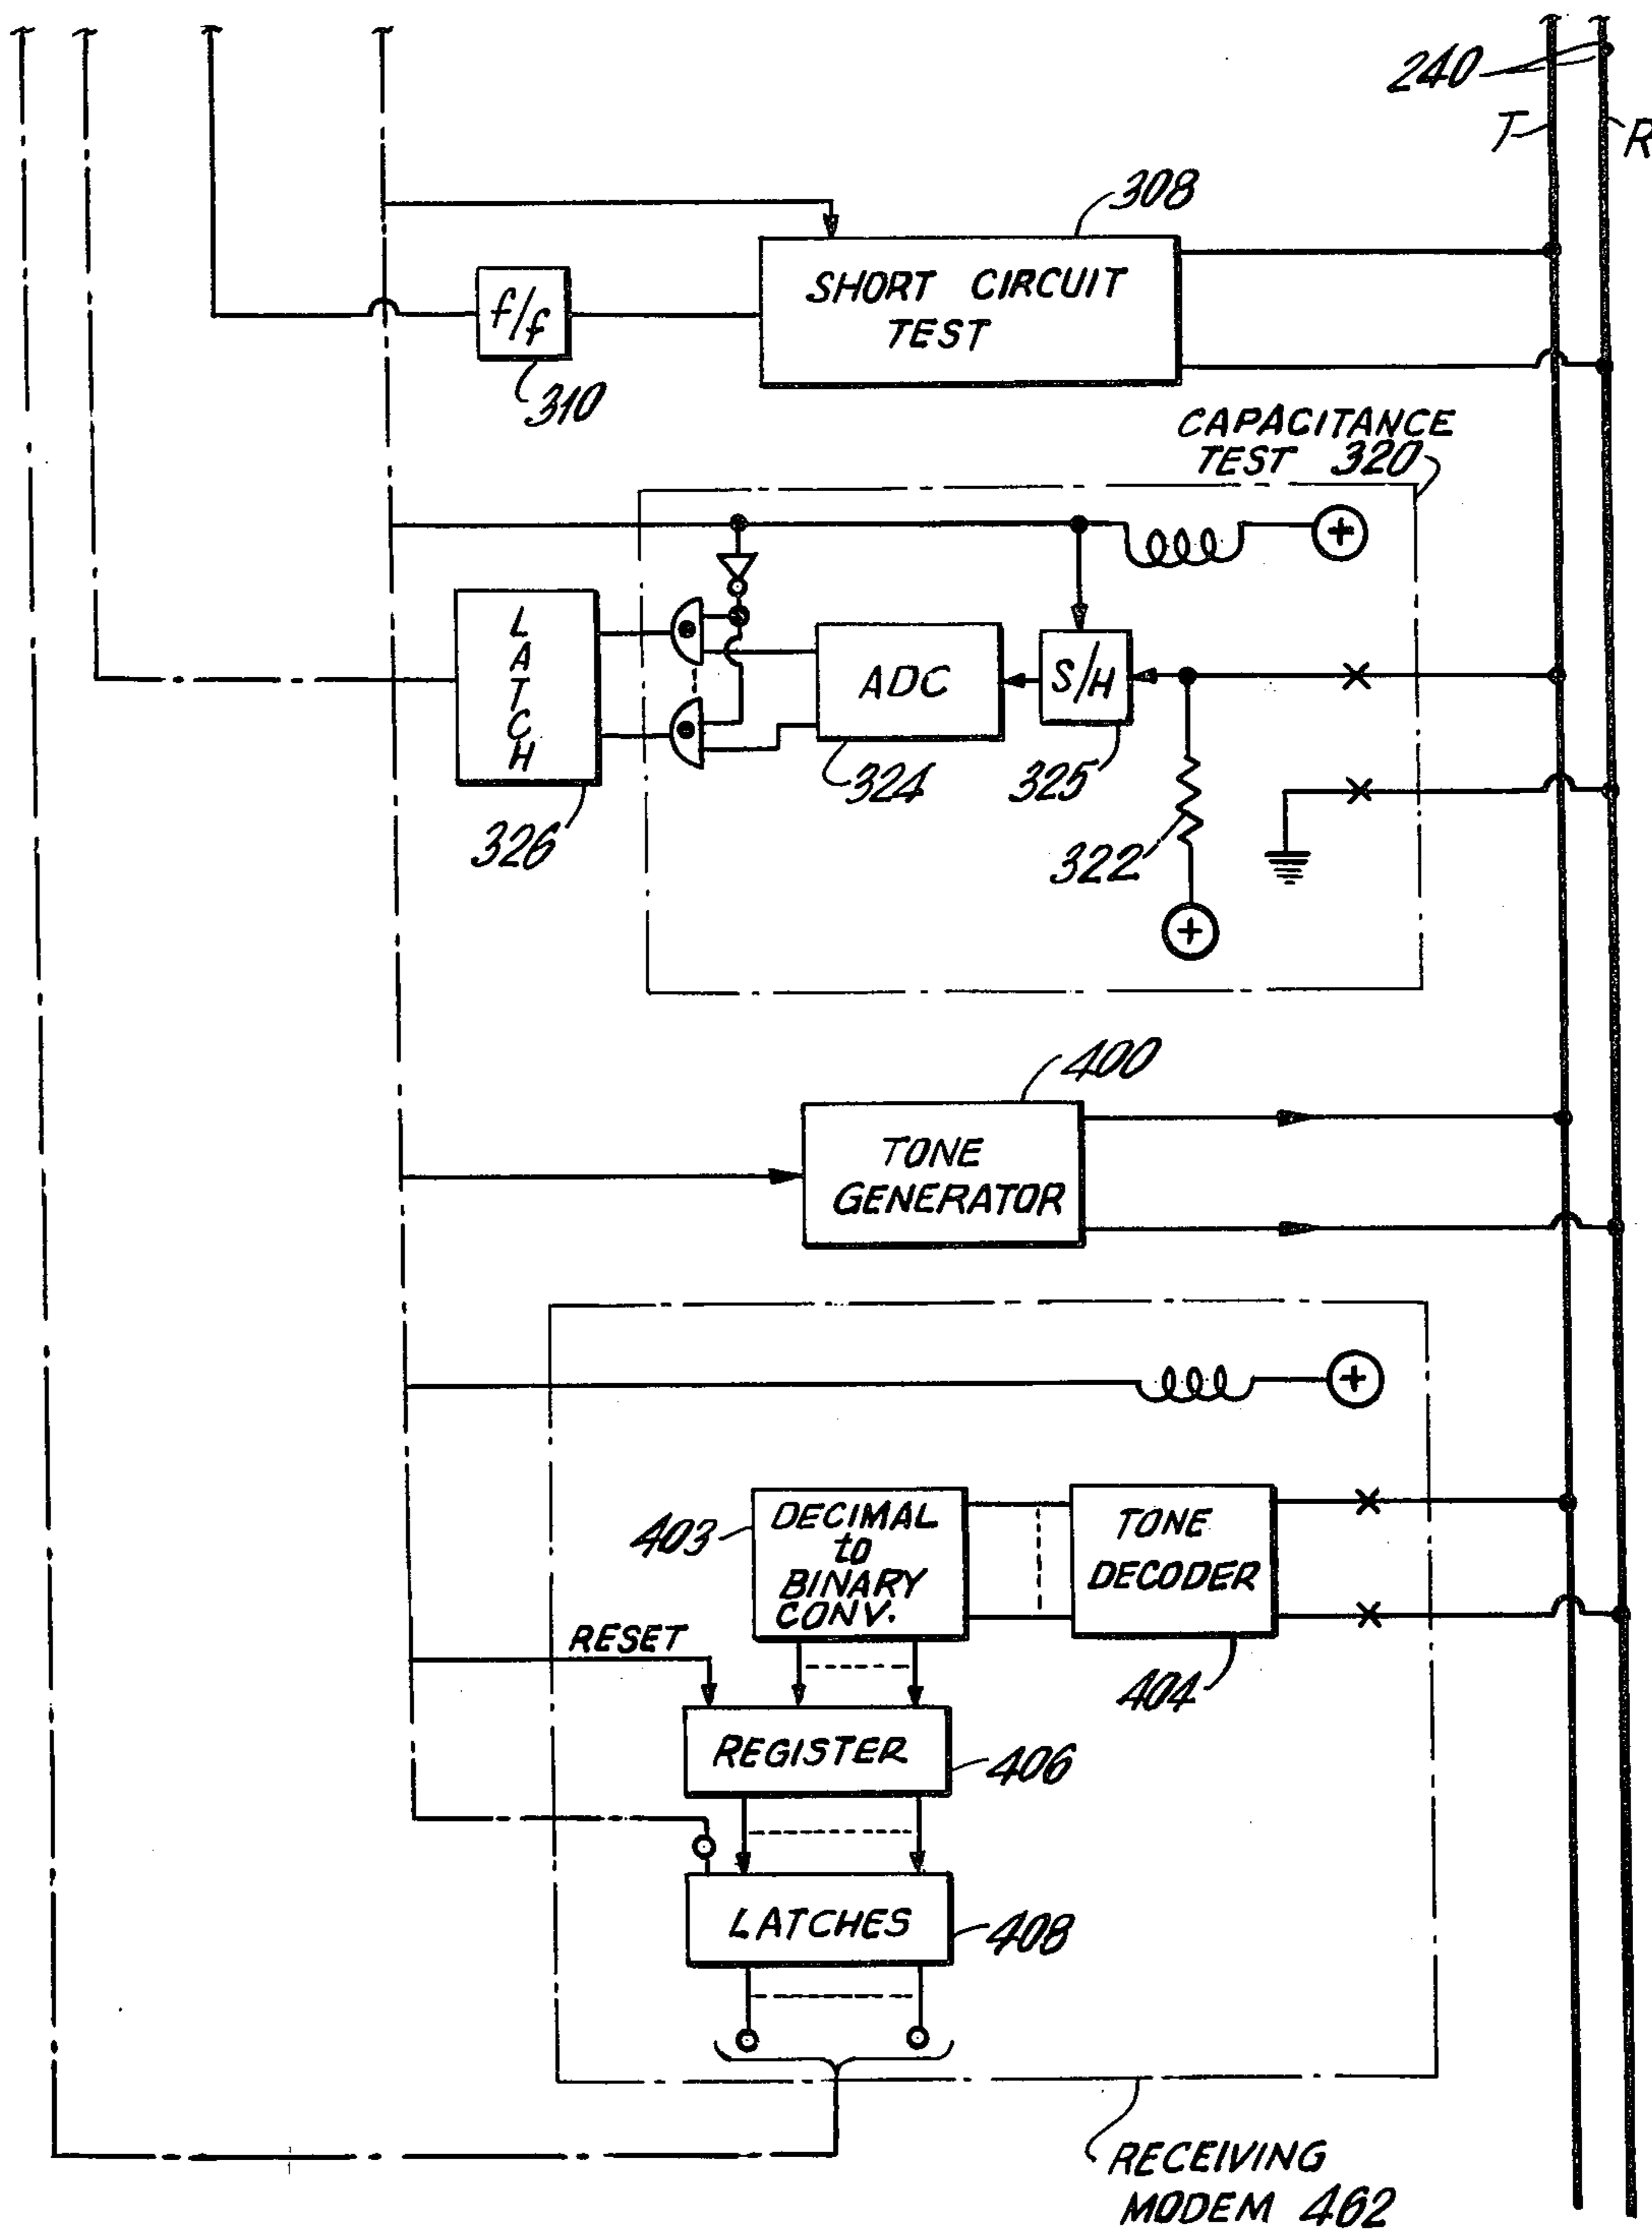 240
T
R
308
SHORT CIRCUIT
TEST
f/f
310
CAPACITANCE
TEST 320
+
LATCH
ADC
S/H
324
325
326
322
+
400
TONE
GENERATOR
+
403
DECIMAL
to
BINARY
CONV.
TONE
DECODER
RESET
404
REGISTER
406
LATCHES
408
RECEIVING
MODEM 462